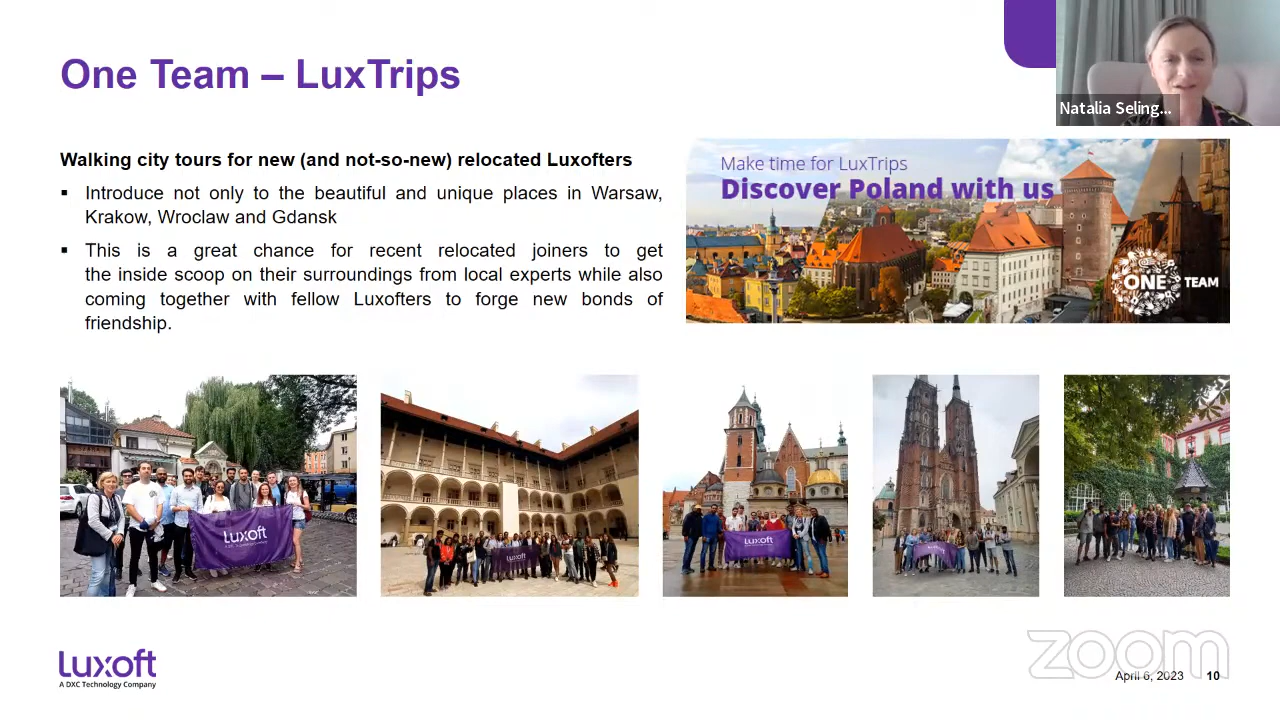 One Team – LuxTrips
Natalia Seling...
Walking city tours for new (and not-so-new) relocated Luxofters
▪ Introduce not only to the beautiful and unique places in Warsaw,
Krakow, Wroclaw and Gdansk
▪ This is a great chance for recent relocated joiners to get
the inside scoop on their surroundings from local experts while also
coming together with fellow Luxofters to forge new bonds of
friendship.
Make time for LuxTrips
Discover Poland with us
ONE TEAM
Luxoft
Luxoft
Luxoft
Luxoft
A DXC Technology Company
zoom
April 6, 2023 10